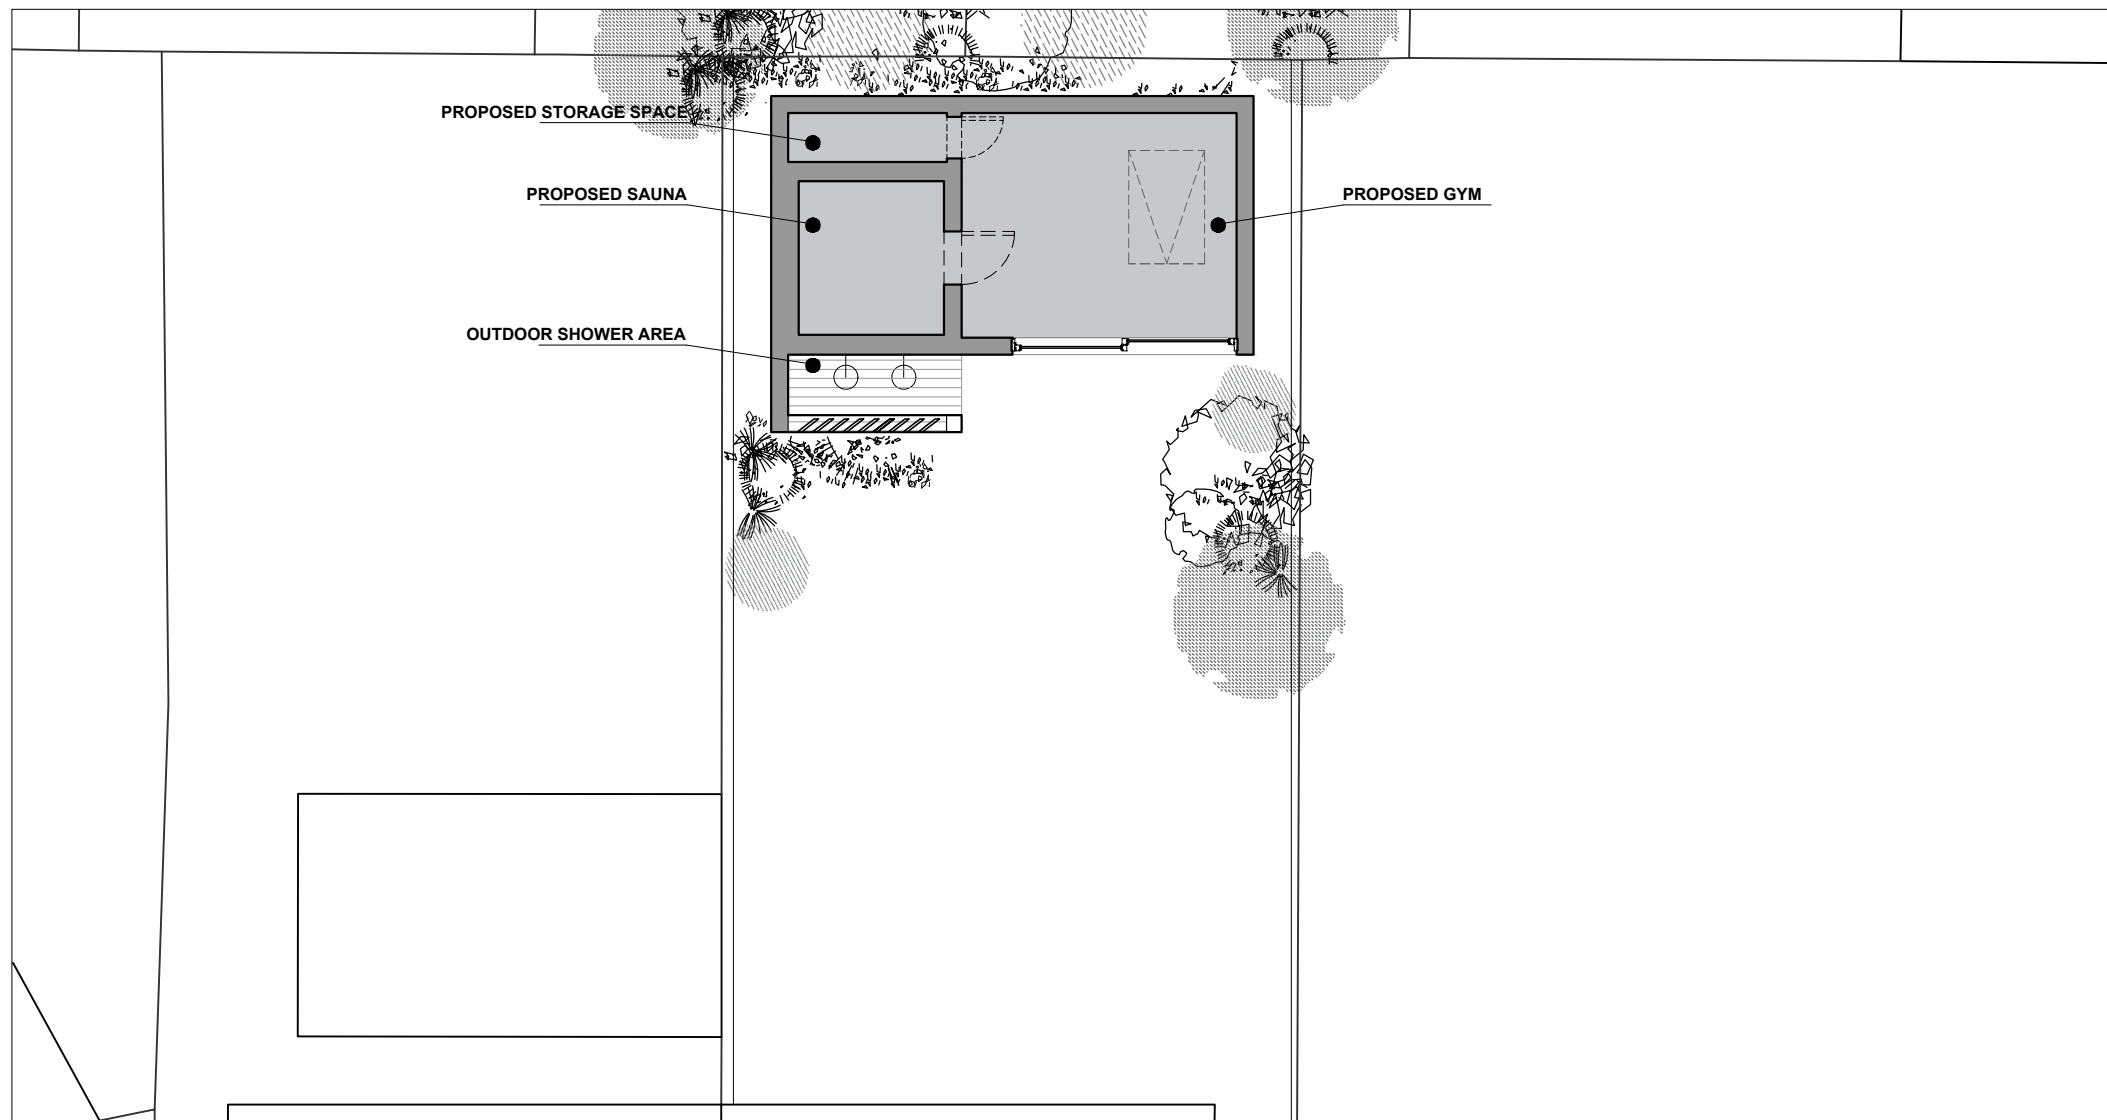 PROPOSED STORAGE SPACE
PROPOSED SAUNA
PROPOSED GYM
OUTDOOR SHOWER AREA